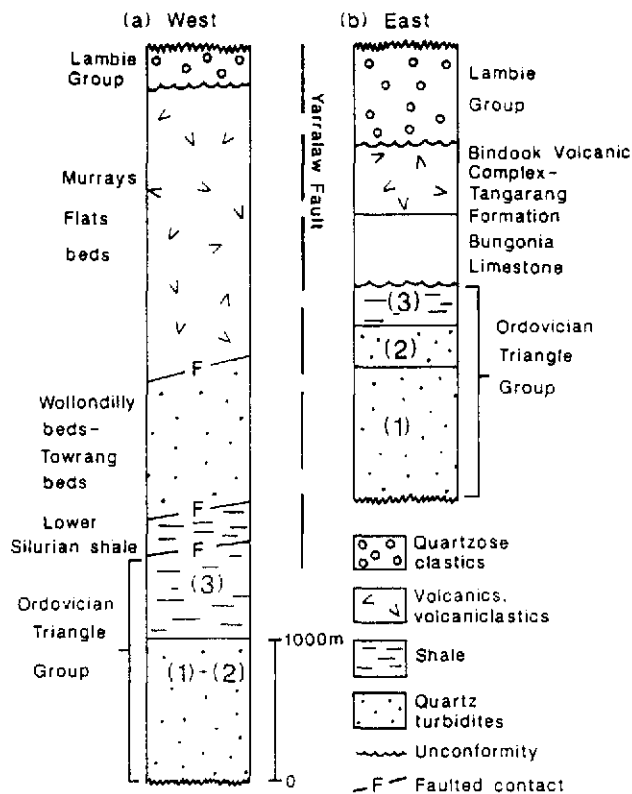 (a) West
Lambie
Group
Murrays
Flats
beds
F
Wollondilly
beds-
Towrang
beds
F
Lower
Silurian shale
F
(3)
Ordovician
Triangle
Group
(1)-(2)
1000m
0
Yarralaw Fault
(b) East
Lambie
Group
Bindook Volcanic
Complex-
Tangarang
Formation
Bungonia
Limestone
(3)
(2)
(1)
Ordovician
Triangle
Group
Quartzose
clastics
Volcanics,
volcaniclastics
Shale
Quartz
turbidites
Unconformity
F Faulted contact